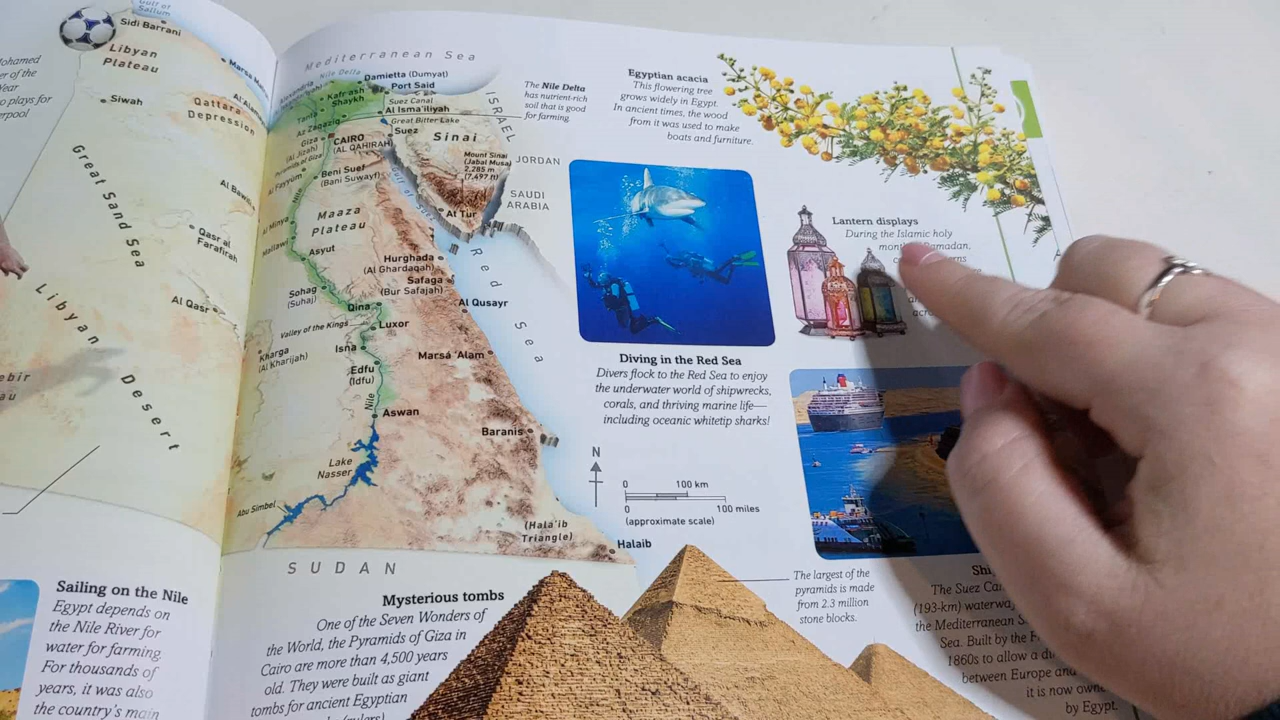 Gulf of
Sallum
Sidi Barrani
Libyan
Plateau
Marsa
Siwah
Qattara
Depression
Great Sand Sea
Al Bawiti
Qasr al
Farafirah
Al Qasr
Libyan Desert
er of the
Year
o plays for
erpool
Sailing on the Nile
Egypt depends on
the Nile River for
water for farming.
For thousands of
years, it was also
the country's main
Mediterranean Sea
Nile Delta
Damietta (Dumyat)
Port Said
Kafr ash
Shaykh
Tanta
Suez Canal
Al Isma'iliyah
Az Zagazig
Great Bitter Lake
Suez
Giza
(Al Jizah)
CAIRO
(AL QAHIRAH)
Pyramids of Giza
Sinai
ISRAEL
Mount Sinai
(Jabal Musa)
2,285 m
(7,497 ft)
JORDAN
SAUDI
ARABIA
Al Fayyum
Beni Suef
(Bani Suwayf)
Nile
Maaza
Plateau
At Tur
Al Minya
Mallawi
Asyut
Hurghada
(Al Ghardaqah)
Red Sea
Safaga
(Bur Safajah)
Sohag
(Suhaj)
Qina
Al Qusayr
Valley of the Kings
Luxor
Kharga
(Al Kharijah)
Isna
Marsá 'Alam
Edfu
(Idfu)
Nile
Aswan
Baranis
Lake
Nasser
Abu Simbel
(Hala'ib
Triangle)
Halaib
SUDAN
The Nile Delta
has nutrient-rich
soil that is good
for farming.
Egyptian acacia
This flowering tree
grows widely in Egypt.
In ancient times, the wood
from it was used to make
boats and furniture.
Lantern displays
During the Islamic holy
Ramadan,
Diving in the Red Sea
Divers flock to the Red Sea to enjoy
the underwater world of shipwrecks,
corals, and thriving marine life—
including oceanic whitetip sharks!
N
0 100 km
0 100 miles
(approximate scale)
Mysterious tombs
One of the Seven Wonders of
the World, the Pyramids of Giza in
Cairo are more than 4,500 years
old. They were built as giant
tombs for ancient Egyptian
The largest of the
pyramids is made
from 2.3 million
stone blocks.
The Suez
(193-km)
the Mediterranean
Sea. Built by the
1860s to allow a
between Europe and
it is now
by Egypt.